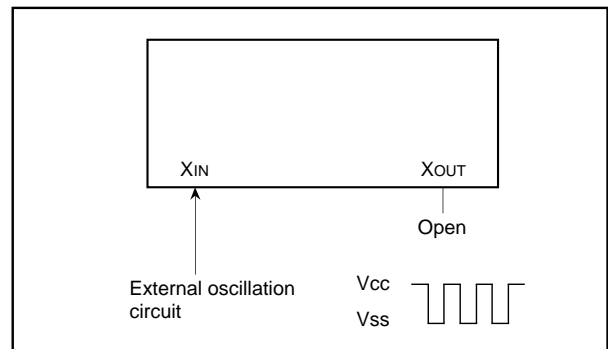 XIN
XOUT
Open
External oscillation
circuit
Vcc
Vss